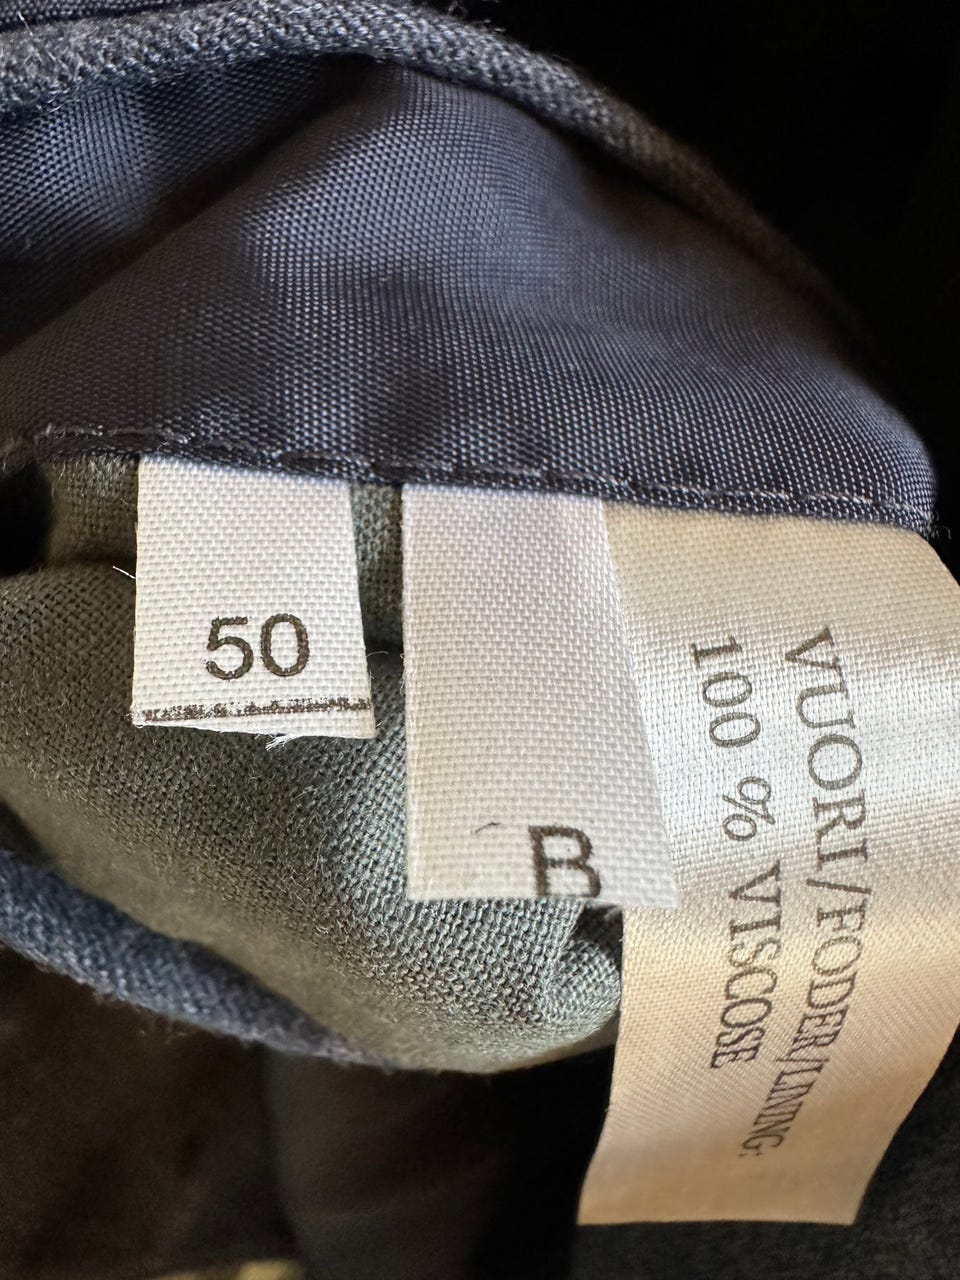 50
B
VUORI/FODER/LINING:
100 % VISCOSE